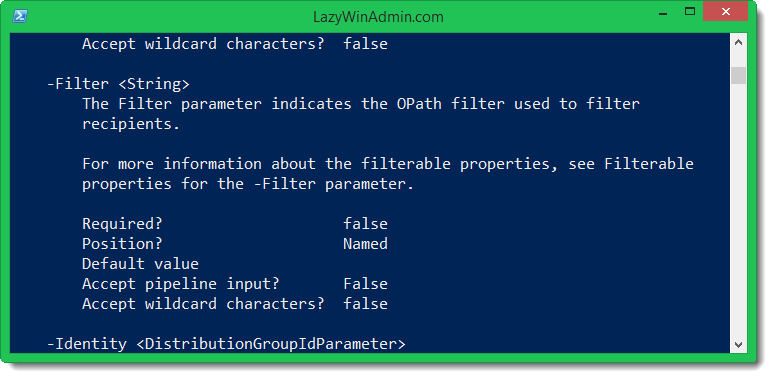 LazyWinAdmin.com
Accept wildcard characters?  false
-Filter <String>
The Filter parameter indicates the OPath filter used to filter
recipients.
For more information about the filterable properties, see Filterable
properties for the -Filter parameter.
Required?                    false
Position?                    Named
Default value
Accept pipeline input?       False
Accept wildcard characters?  false
-Identity <DistributionGroupIdParameter>